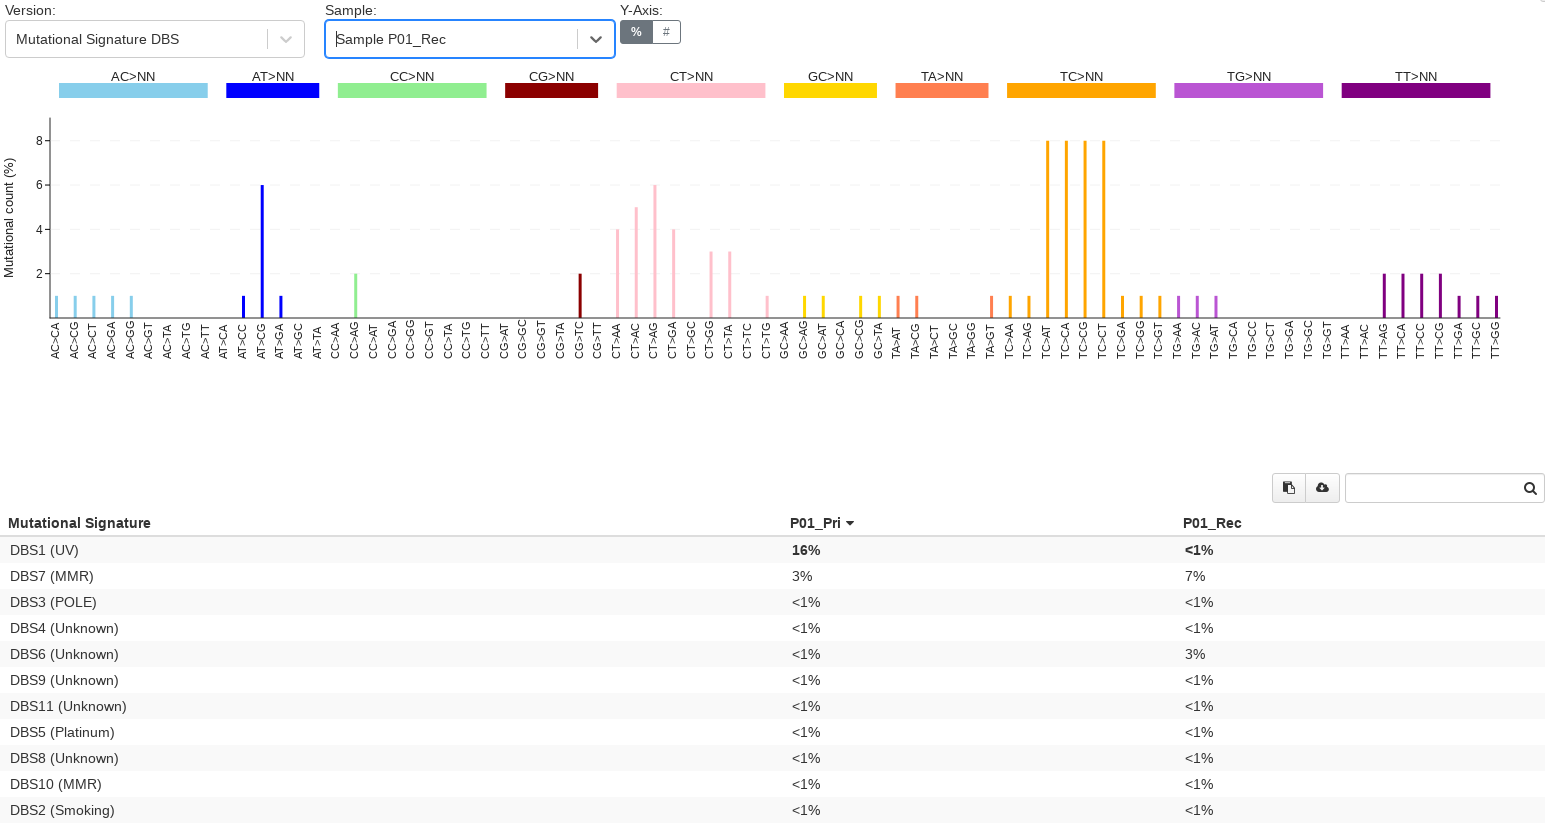 Version: Sample: Y-Axis:
Mutational Signature DBS Sample P01_Rec % #
AC>NN AT>NN CC>NN CG>NN CT>NN GC>NN TA>NN TC>NN TG>NN TT>NN
Mutational count (%)
8
6
4
2
AC>CA AC>CG AC>CT AC>GA AC>GG AC>GT AC>TA AC>TG AC>TT AT>CA AT>CC AT>CG AT>GA AT>GC AT>TA CC>AA CC>AG CC>AT CC>GA CC>GG CC>GT CC>TA CC>TG CC>TT CG>AT CG>GC CG>GT CG>TA CG>TC CG>TT CT>AA CT>AC CT>AG CT>GA CT>GC CT>GG CT>TA CT>TC CT>TG GC>AA GC>AG GC>AT GC>CA GC>CG GC>TA TA>AT TA>CG TA>CT TA>GC TA>GG TA>GT TC>AA TC>AG TC>AT TC>CA TC>CG TC>CT TC>GA TC>GG TC>GT TG>AA TG>AC TG>AT TG>CA TG>CC TG>CT TG>GA TG>GC TG>GT TT>AA TT>AC TT>AG TT>CA TT>CC TT>CG TT>GA TT>GC TT>GG
Mutational Signature P01_Pri P01_Rec
DBS1 (UV) 16% <1%
DBS7 (MMR) 3% 7%
DBS3 (POLE) <1% <1%
DBS4 (Unknown) <1% <1%
DBS6 (Unknown) <1% 3%
DBS9 (Unknown) <1% <1%
DBS11 (Unknown) <1% <1%
DBS5 (Platinum) <1% <1%
DBS8 (Unknown) <1% <1%
DBS10 (MMR) <1% <1%
DBS2 (Smoking) <1% <1%